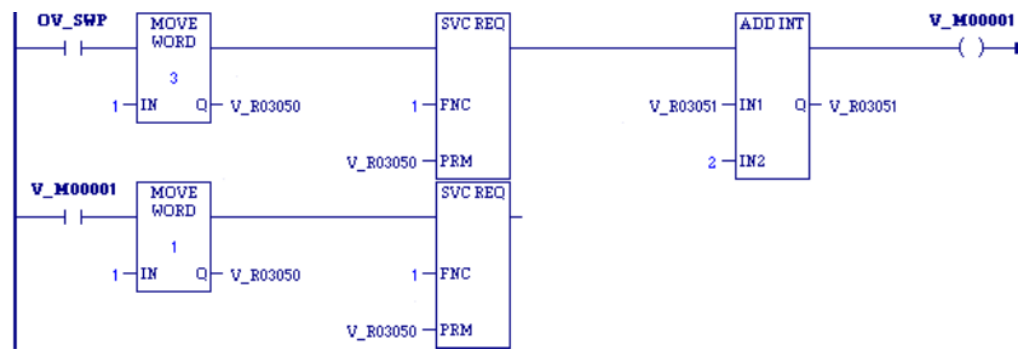 OV_SWP MOVE WORD SVC REQ ADD INT V_M00001
3
1 IN Q V_R03050 1 FNC V_R03051 IN1 Q V_R03051
V_R03050 PRM 2 IN2
V_M00001 MOVE WORD SVC REQ
1
1 IN Q V_R03050 1 FNC
V_R03050 PRM